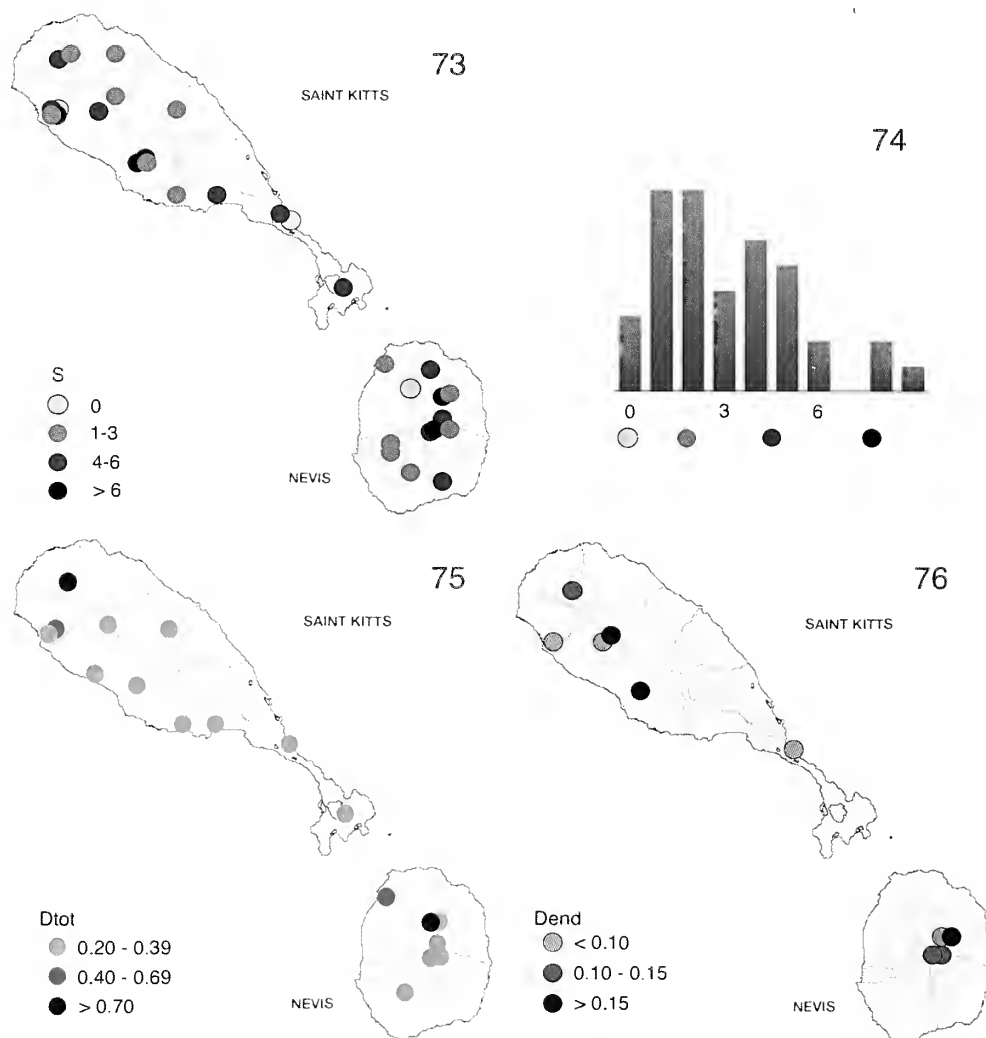 73
SAINT KITTS
74
S
0
1-3
4-6
> 6
NEVIS
0 3 6
75
SAINT KITTS
76
SAINT KITTS
Dtot
0.20 - 0.39
0.40 - 0.69
> 0.70
NEVIS
Dend
< 0.10
0.10 - 0.15
> 0.15
NEVIS